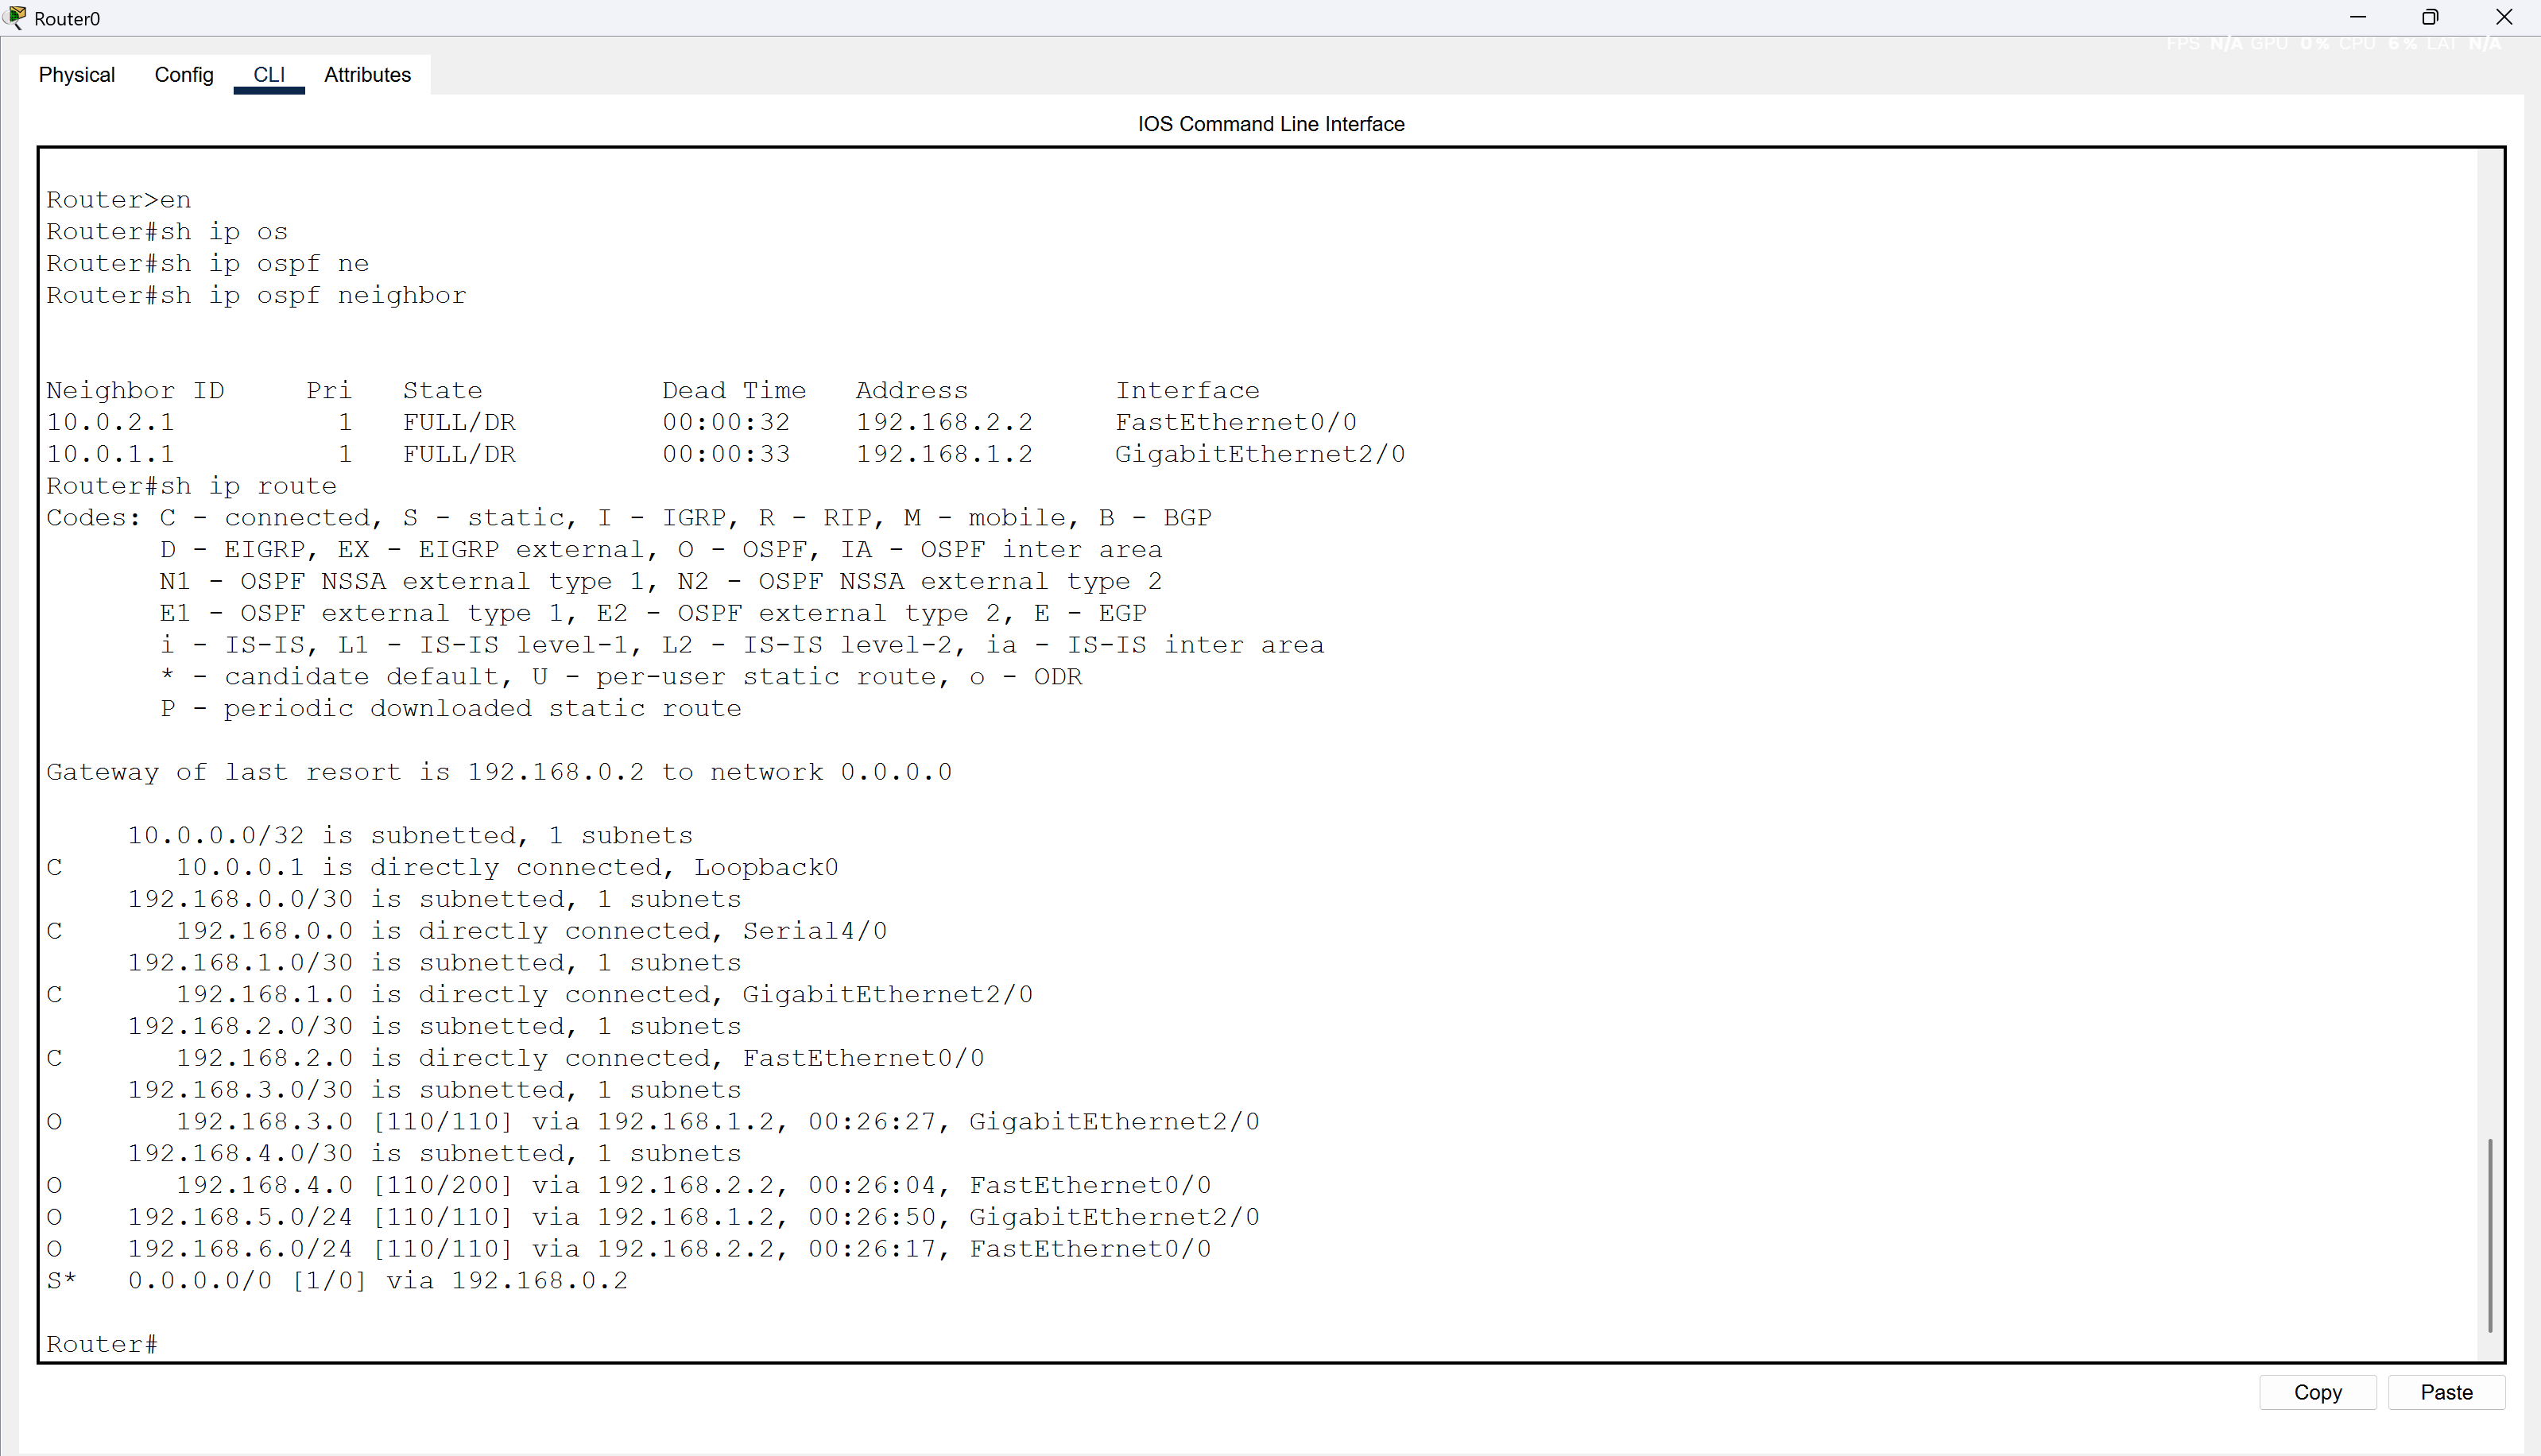 Router0
FPS N/A GPU 0% CPU 6% LAT N/A
Physical Config CLI Attributes
IOS Command Line Interface
Router>en
Router#sh ip os
Router#sh ip ospf ne
Router#sh ip ospf neighbor
Neighbor ID     Pri   State           Dead Time   Address         Interface
10.0.2.1          1   FULL/DR         00:00:32    192.168.2.2     FastEthernet0/0
10.0.1.1          1   FULL/DR         00:00:33    192.168.1.2     GigabitEthernet2/0
Router#sh ip route
Codes: C - connected, S - static, I - IGRP, R - RIP, M - mobile, B - BGP
       D - EIGRP, EX - EIGRP external, O - OSPF, IA - OSPF inter area
       N1 - OSPF NSSA external type 1, N2 - OSPF NSSA external type 2
       E1 - OSPF external type 1, E2 - OSPF external type 2, E - EGP
       i - IS-IS, L1 - IS-IS level-1, L2 - IS-IS level-2, ia - IS-IS inter area
       * - candidate default, U - per-user static route, o - ODR
       P - periodic downloaded static route
Gateway of last resort is 192.168.0.2 to network 0.0.0.0
     10.0.0.0/32 is subnetted, 1 subnets
C       10.0.0.1 is directly connected, Loopback0
     192.168.0.0/30 is subnetted, 1 subnets
C       192.168.0.0 is directly connected, Serial4/0
     192.168.1.0/30 is subnetted, 1 subnets
C       192.168.1.0 is directly connected, GigabitEthernet2/0
     192.168.2.0/30 is subnetted, 1 subnets
C       192.168.2.0 is directly connected, FastEthernet0/0
     192.168.3.0/30 is subnetted, 1 subnets
O       192.168.3.0 [110/110] via 192.168.1.2, 00:26:27, GigabitEthernet2/0
     192.168.4.0/30 is subnetted, 1 subnets
O       192.168.4.0 [110/200] via 192.168.2.2, 00:26:04, FastEthernet0/0
O    192.168.5.0/24 [110/110] via 192.168.1.2, 00:26:50, GigabitEthernet2/0
O    192.168.6.0/24 [110/110] via 192.168.2.2, 00:26:17, FastEthernet0/0
S*   0.0.0.0/0 [1/0] via 192.168.0.2
Router#
Copy Paste